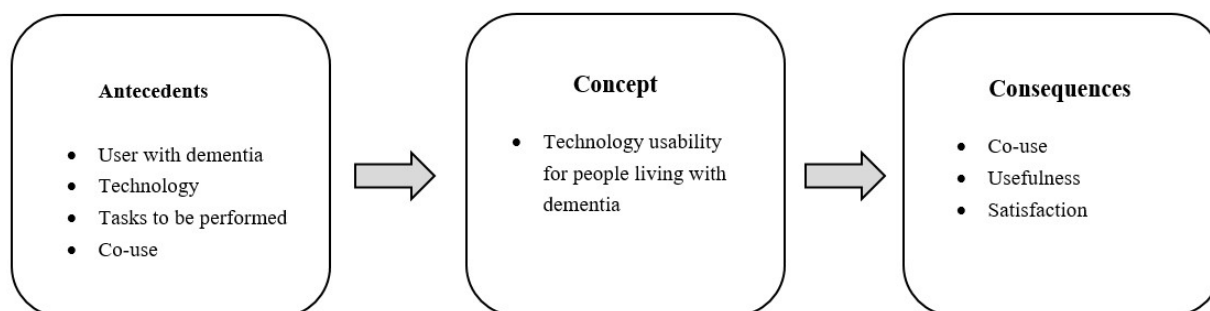 Antecedents
• User with dementia
• Technology
• Tasks to be performed
• Co-use
Concept
• Technology usability
for people living with
dementia
Consequences
• Co-use
• Usefulness
• Satisfaction